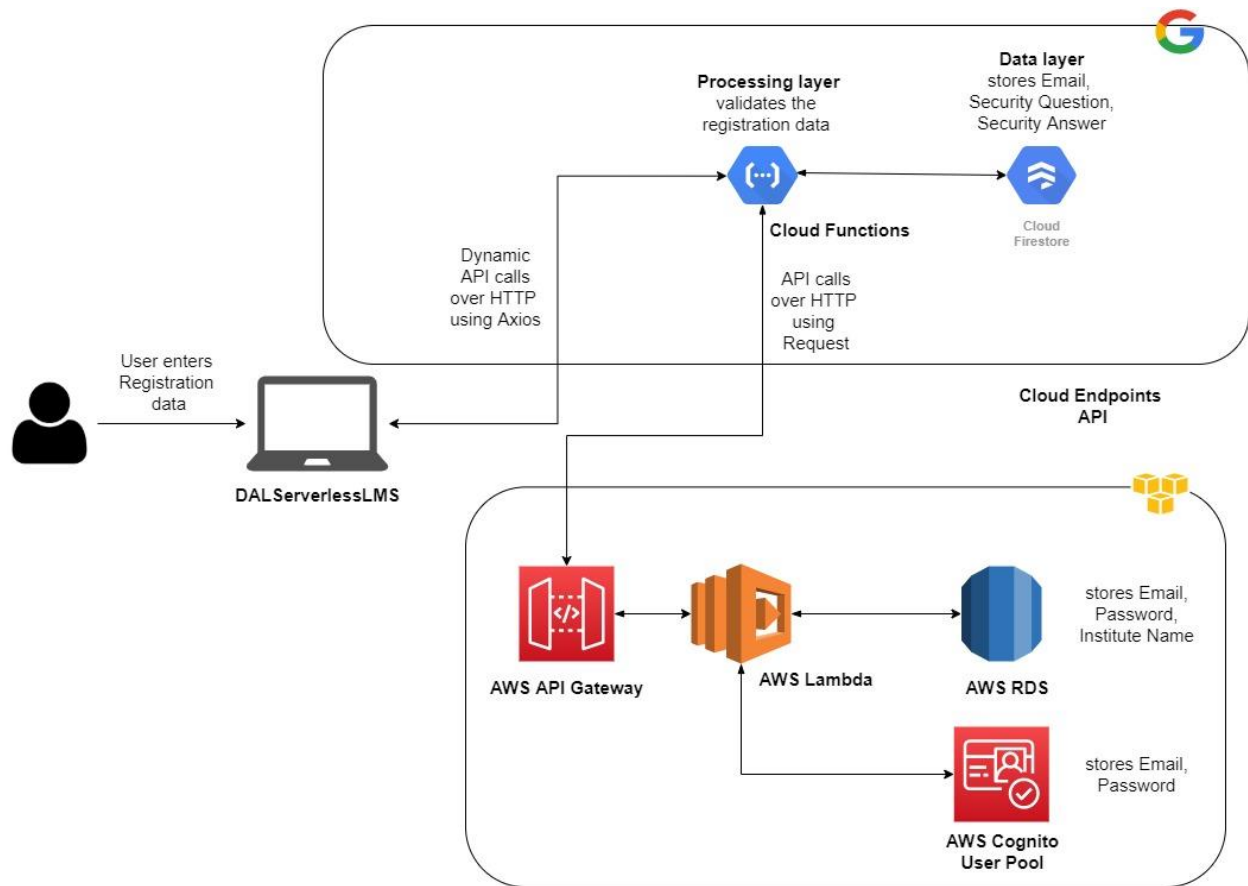 Processing layer
validates the
registration data
Data layer
stores Email,
Security Question,
Security Answer
Cloud Functions
Cloud
Firestore
Dynamic
API calls
over HTTP
using Axios
API calls
over HTTP
using
Request
User enters
Registration
data
DALServerlessLMS
Cloud Endpoints
API
AWS API Gateway
AWS Lambda
AWS RDS
stores Email,
Password,
Institute Name
AWS Cognito
User Pool
stores Email,
Password